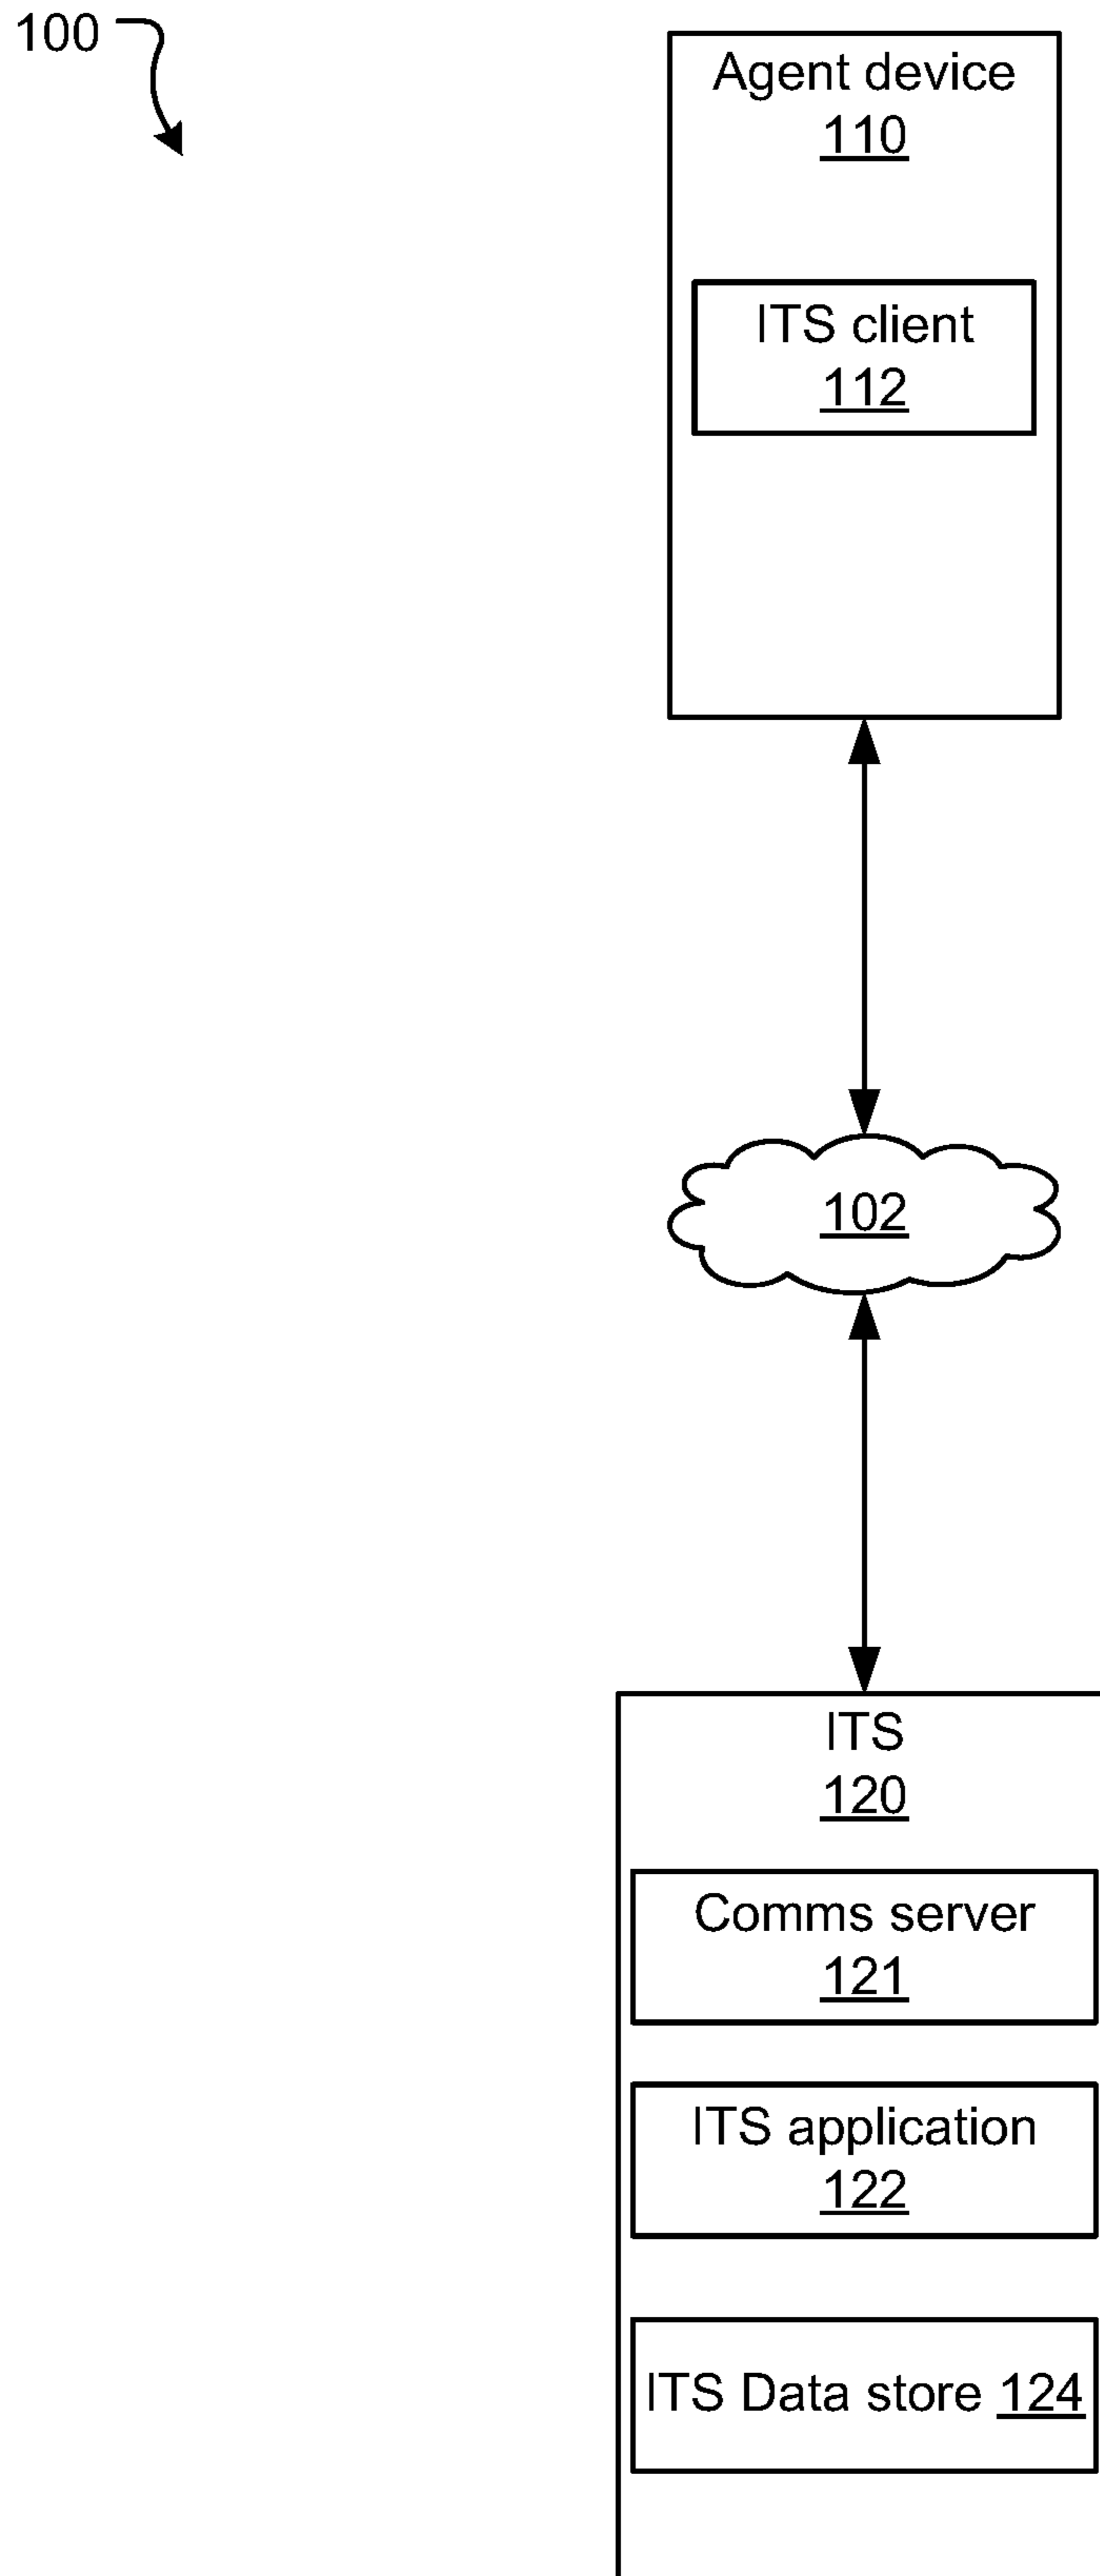 100
Agent device
110
ITS client
112
102
ITS
120
Comms server
121
ITS application
122
ITS Data store 124